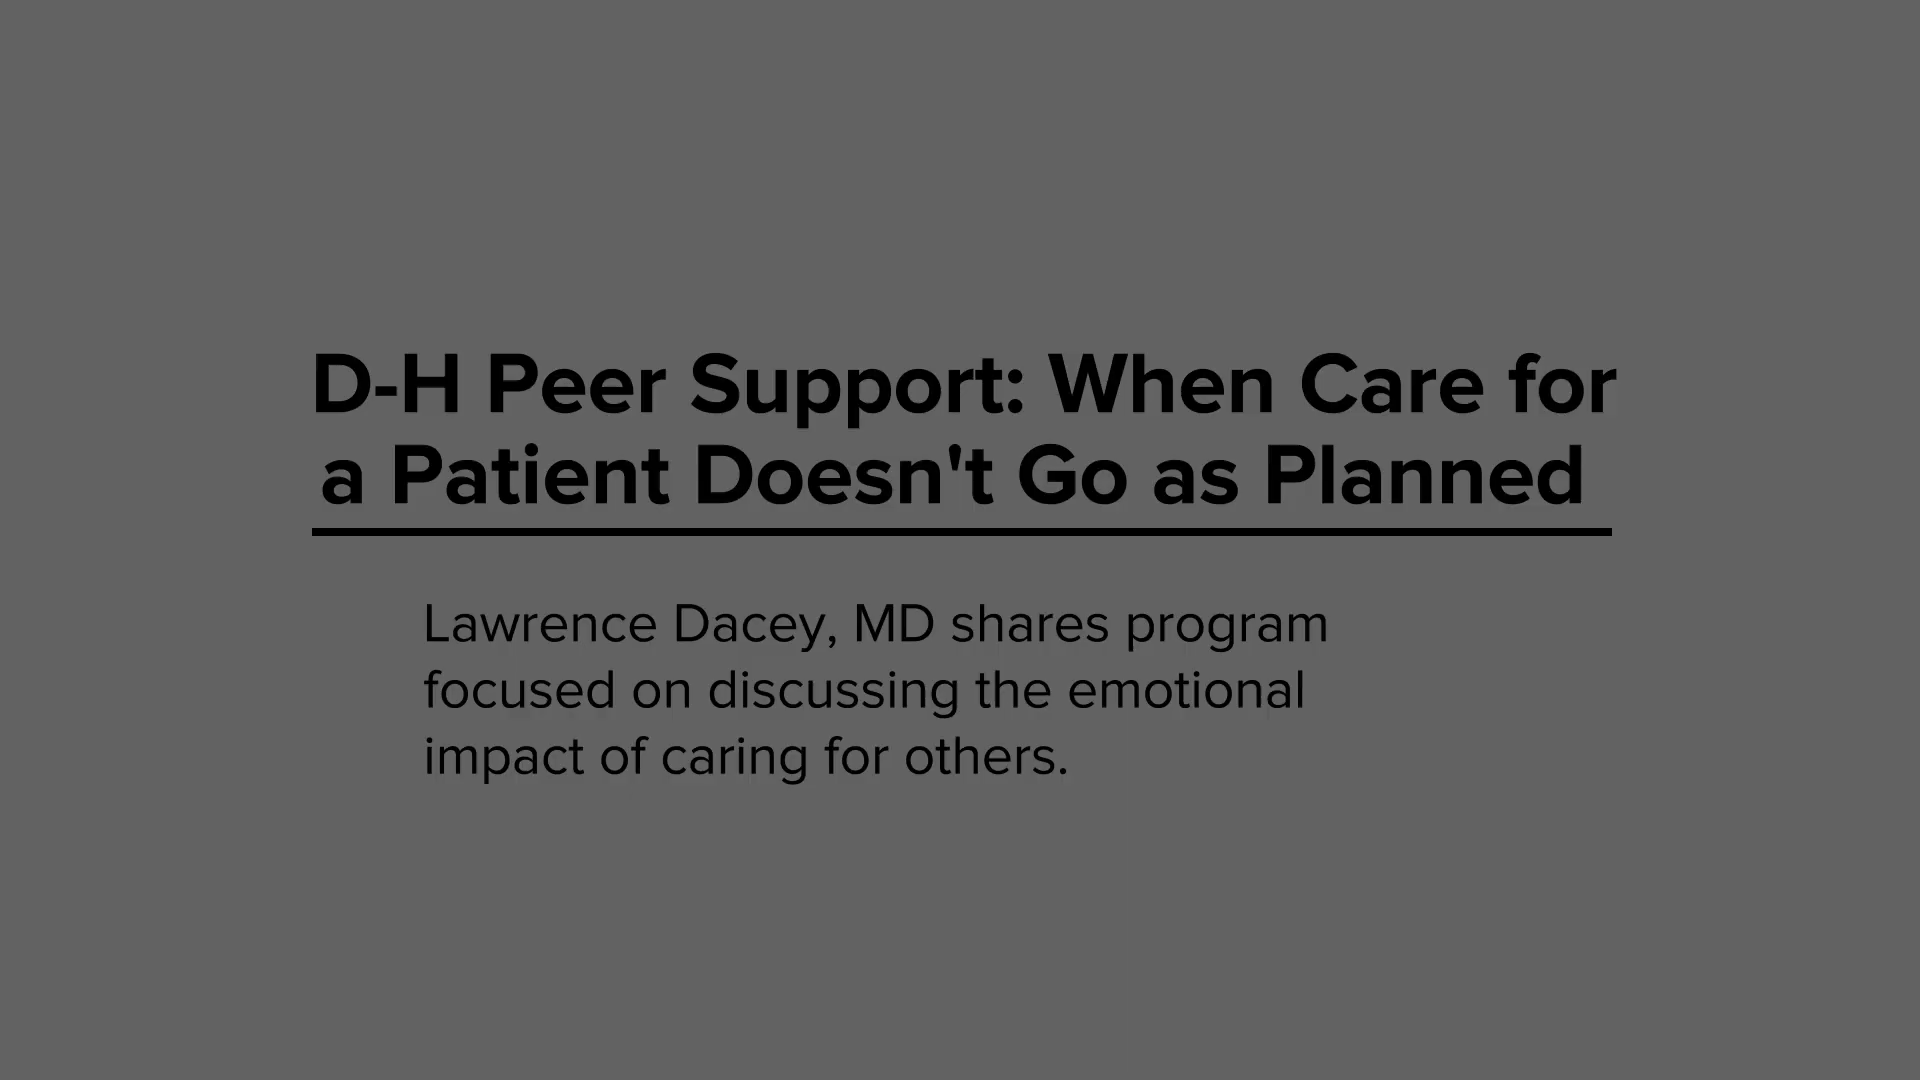 D-H Peer Support: When Care for
a Patient Doesn't Go as Planned
Lawrence Dacey, MD shares program
focused on discussing the emotional
impact of caring for others.